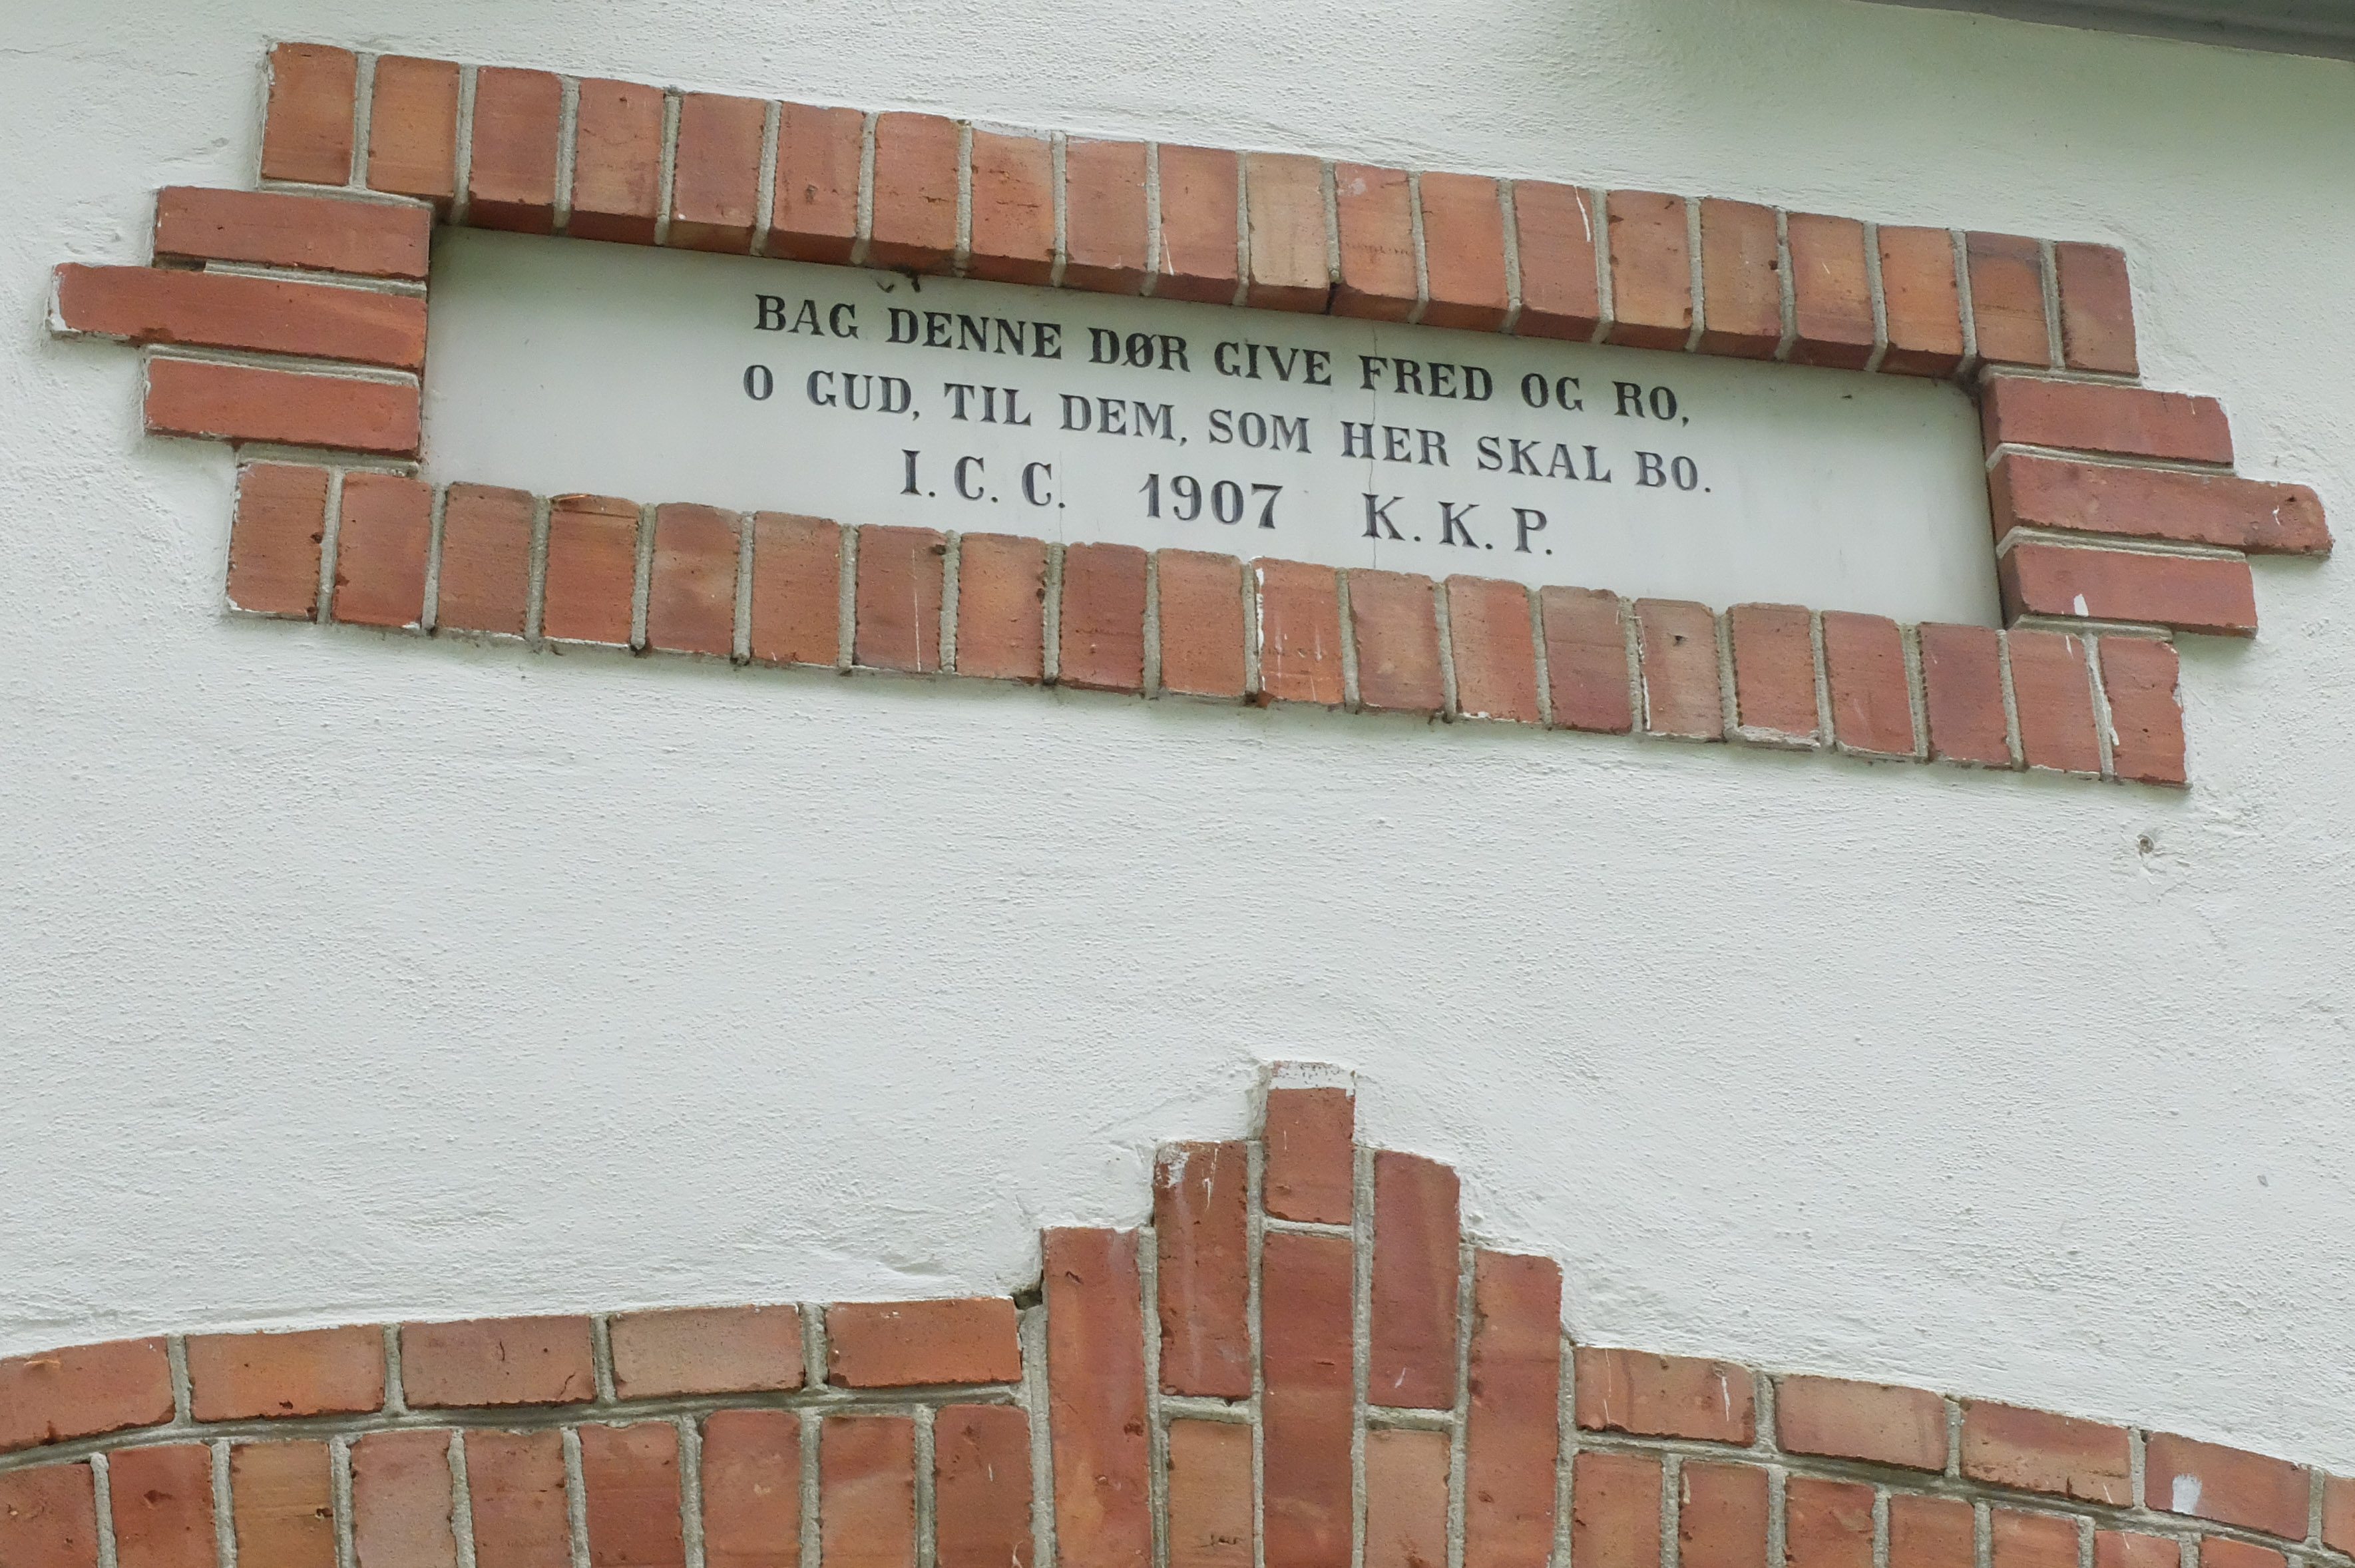 BAG DENNE DØR GIVE FRED OG RO,
O GUD, TIL DEM, SOM HER SKAL BO.
I. C. C. 1907 K. K. P.